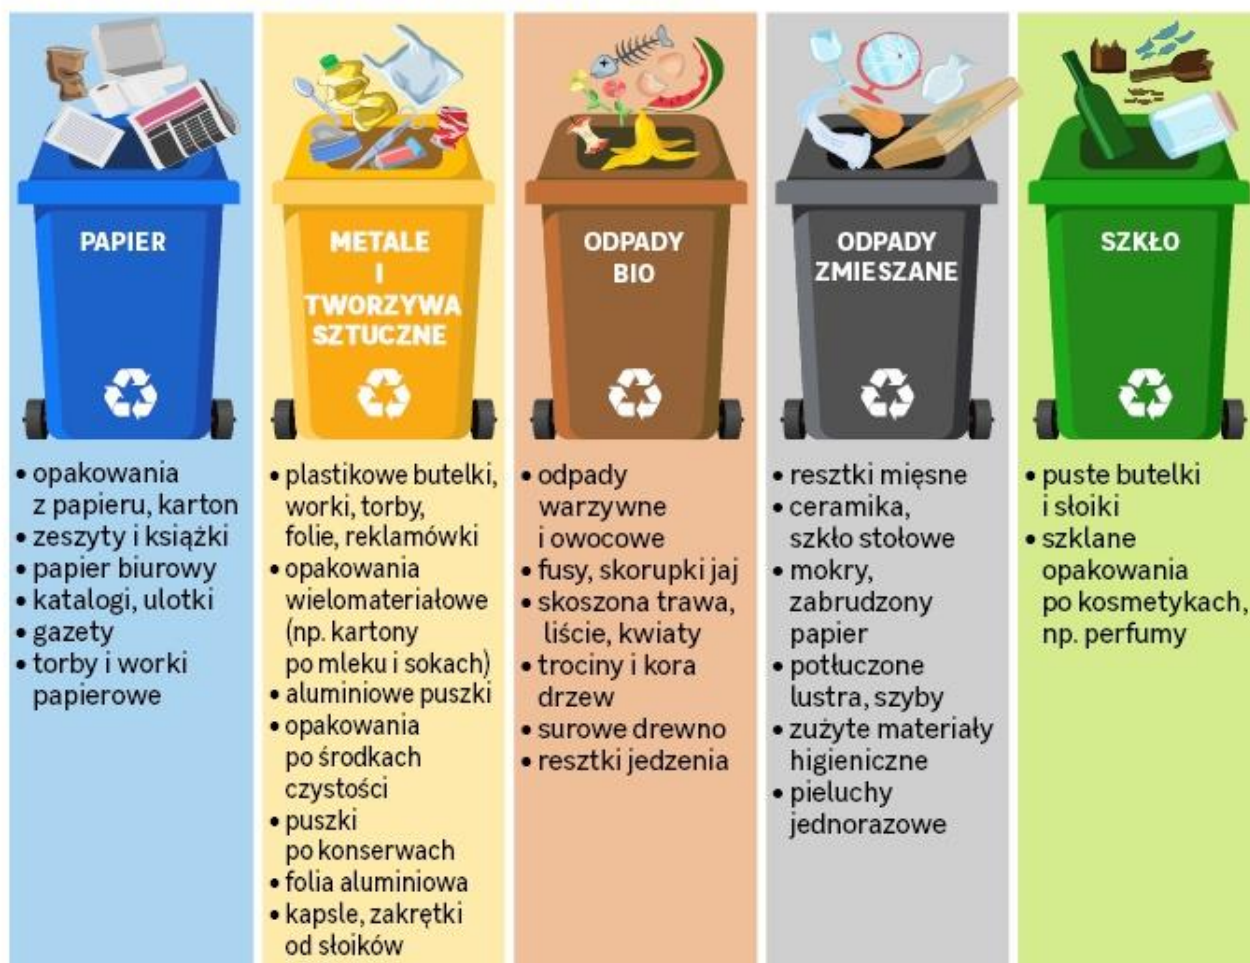 PAPIER
• opakowania
z papieru, karton
• zeszyty i książki
• papier biurowy
• katalogi, ulotki
• gazety
• torby i worki
papierowe
METALE
I
TWORZYWA
SZTUCZNE
• plastikowe butelki,
worki, torby,
folie, reklamówki
• opakowania
wielomateriałowe
(np. kartony
po mleku i sokach)
• aluminiowe puszki
• opakowania
po środkach
czystości
• puszki
po konserwach
• folia aluminiowa
• kapsle, zakrętki
od słoików
ODPADY
BIO
• odpady
warzywne
i owocowe
• fusy, skorupki jaj
• skoszona trawa,
liście, kwiaty
• trociny i kora
drzew
• surowe drewno
• resztki jedzenia
ODPADY
ZMIESZANE
• resztki mięsne
• ceramika,
szkło stołowe
• mokry,
zabrudzony
papier
• potłuczone
lustra, szyby
• zużyte materiały
higieniczne
• pieluchy
jednorazowe
SZKŁO
• puste butelki
i słoiki
• szklane
opakowania
po kosmetykach,
np. perfumy